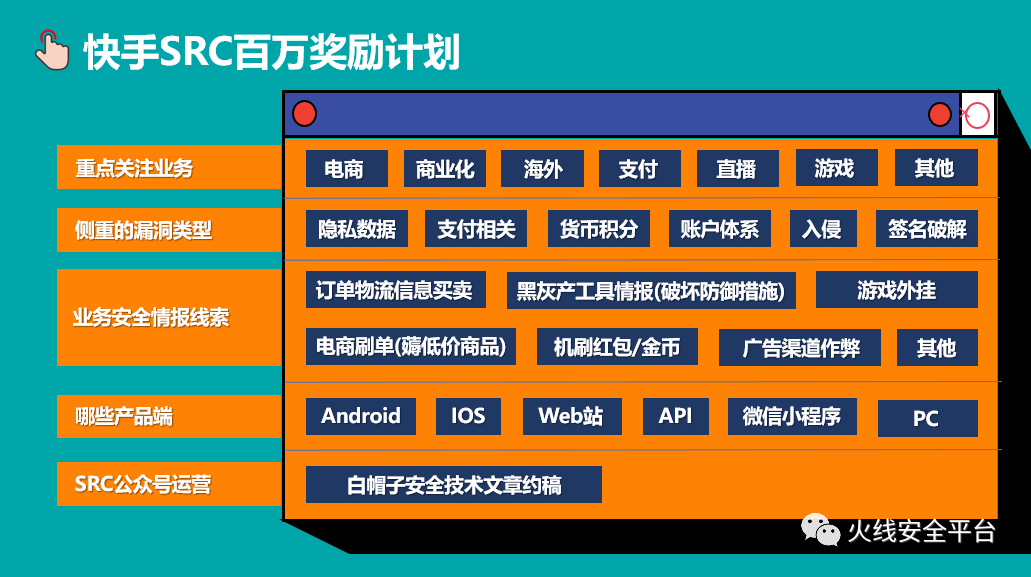 快手SRC百万奖励计划
重点关注业务 电商 商业化 海外 支付 直播 游戏 其他
侧重的漏洞类型 隐私数据 支付相关 货币积分 账户体系 入侵 签名破解
业务安全情报线索
订单物流信息买卖 黑灰产工具情报(破坏防御措施) 游戏外挂
电商刷单(薅低价商品) 机刷红包/金币 广告渠道作弊 其他
哪些产品端 Android IOS Web站 API 微信小程序 PC
SRC公众号运营 白帽子安全技术文章约稿
火线安全平台